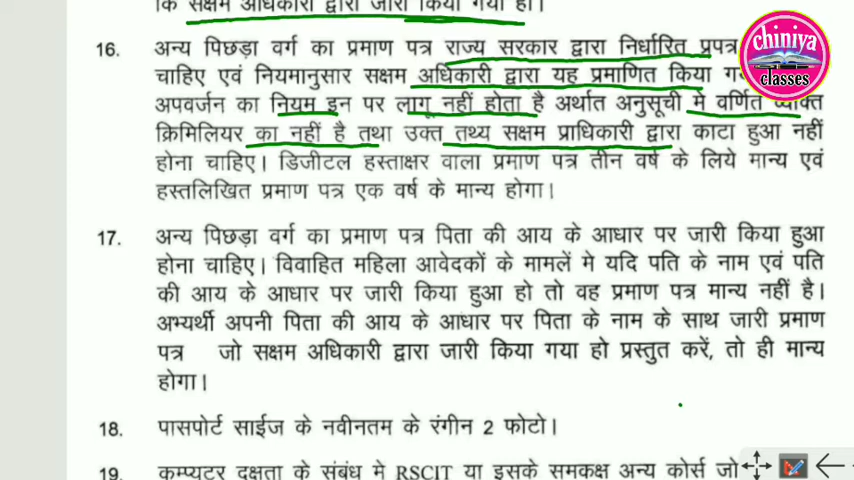 कि सक्षम अधिकारी द्वारा जारी किया गया हो।
16. अन्य पिछड़ा वर्ग का प्रमाण पत्र राज्य सरकार द्वारा निर्धारित प्रपत्र
चाहिए एवं नियमानुसार सक्षम अधिकारी द्वारा यह प्रमाणित किया
अपवर्जन का नियम इन पर लागू नहीं होता है अर्थात अनुसूची मे वर्णित व्यक्ति
क्रिमिलियर का नहीं है तथा उक्त तथ्य सक्षम प्राधिकारी द्वारा काटा हुआ नहीं
होना चाहिए। डिजीटल हस्ताक्षर वाला प्रमाण पत्र तीन वर्ष के लिये मान्य एवं
हस्तलिखित प्रमाण पत्र एक वर्ष के मान्य होगा।
17. अन्य पिछड़ा वर्ग का प्रमाण पत्र पिता की आय के आधार पर जारी किया हुआ
होना चाहिए। विवाहित महिला आवेदकों के मामलें मे यदि पति के नाम एवं पति
की आय के आधार पर जारी किया हुआ हो तो वह प्रमाण पत्र मान्य नहीं है।
अभ्यर्थी अपनी पिता की आय के आधार पर पिता के नाम के साथ जारी प्रमाण
पत्र जो सक्षम अधिकारी द्वारा जारी किया गया हो प्रस्तुत करें, तो ही मान्य
होगा।
18. पासपोर्ट साईज के नवीनतम के रंगीन 2 फोटो।
19. कम्प्यूटर दक्षता के संबंध मे RSCIT या इसके समकक्ष अन्य कोर्स जो
chiniya
classes